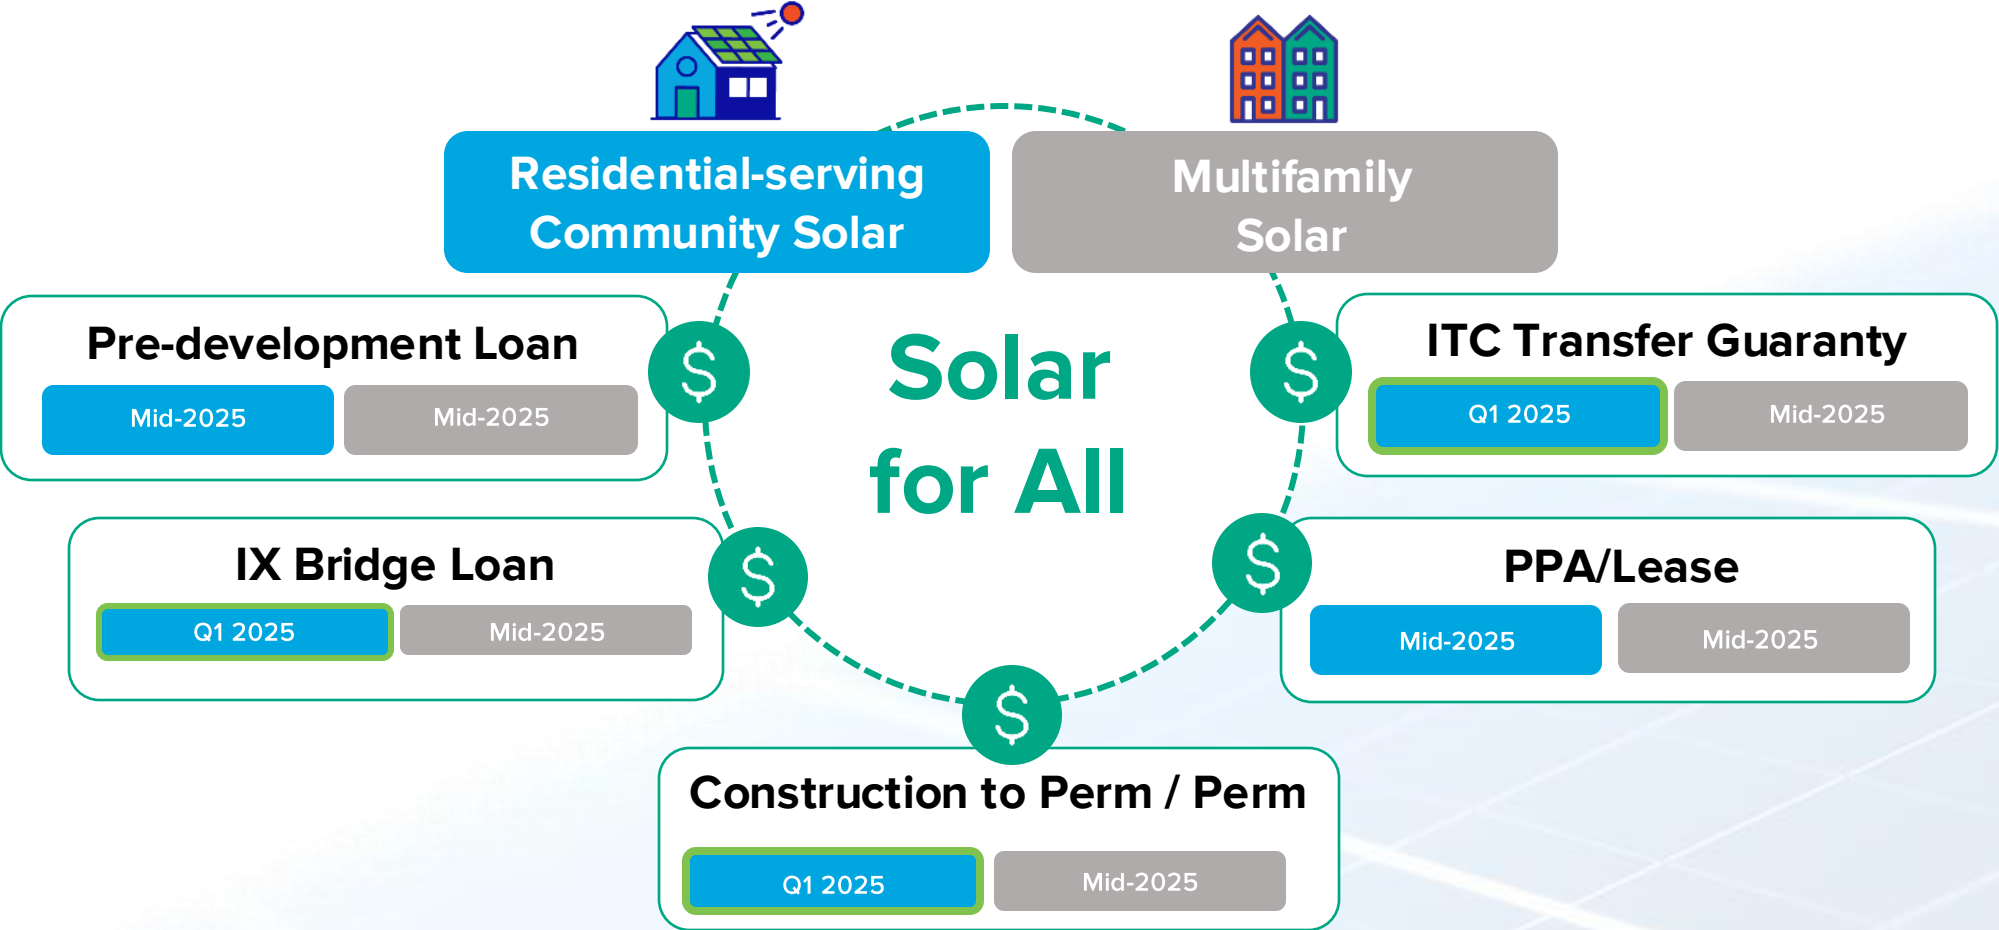 Residential-serving
Community Solar
Multifamily
Solar
Solar
for All
Pre-development Loan
Mid-2025
Mid-2025
ITC Transfer Guaranty
Q1 2025
Mid-2025
IX Bridge Loan
Q1 2025
Mid-2025
PPA/Lease
Mid-2025
Mid-2025
Construction to Perm / Perm
Q1 2025
Mid-2025